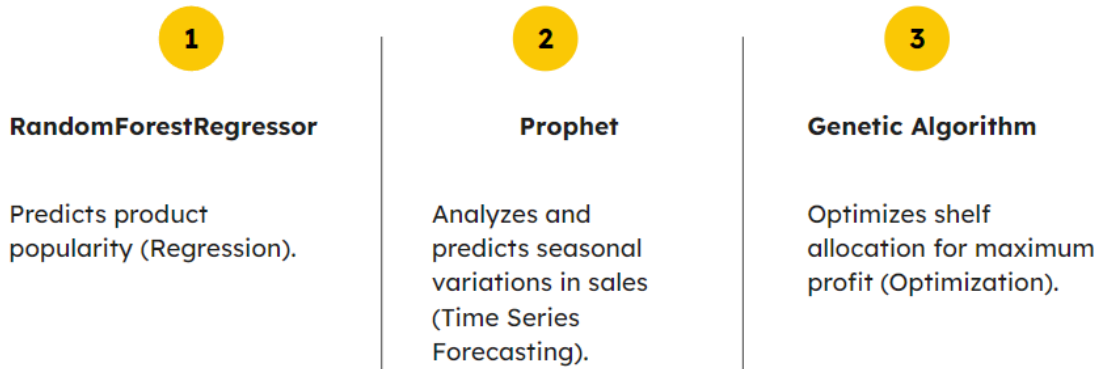 1
RandomForestRegressor
Predicts product
popularity (Regression).
2
Prophet
Analyzes and
predicts seasonal
variations in sales
(Time Series
Forecasting).
3
Genetic Algorithm
Optimizes shelf
allocation for maximum
profit (Optimization).